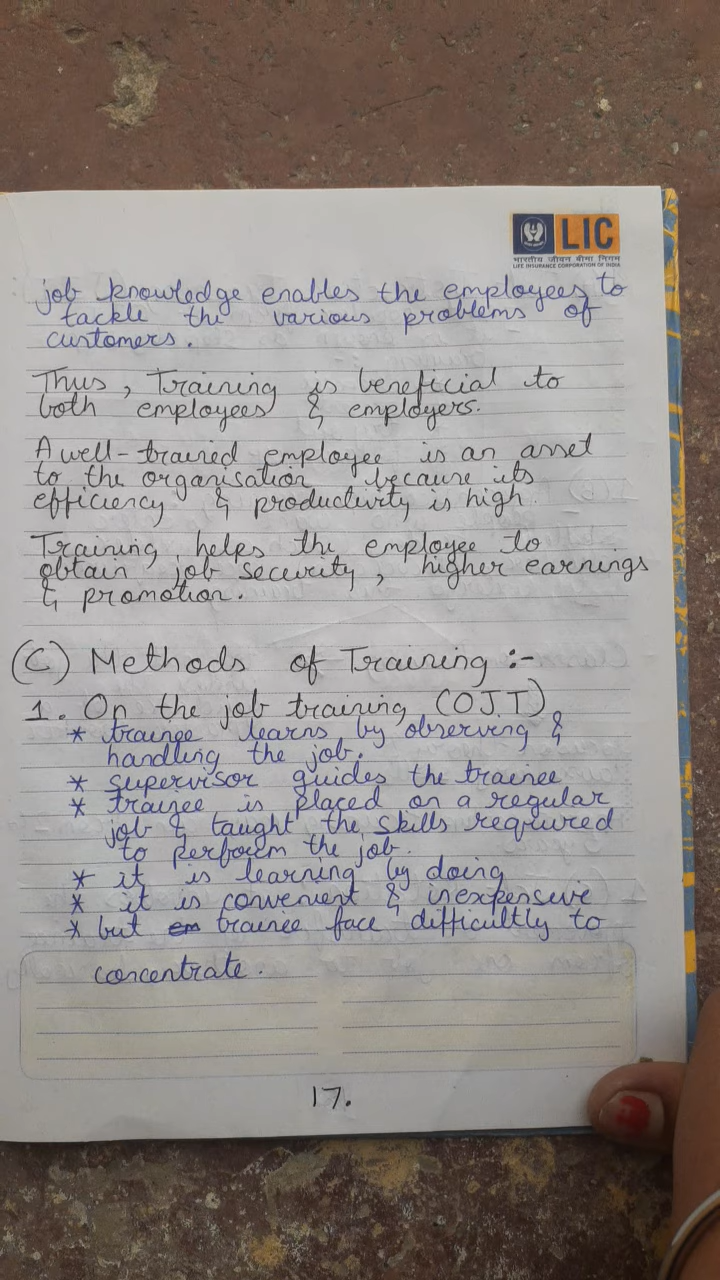 LIC
भारतीय जीवन बीमा निगम
LIFE INSURANCE CORPORATION OF INDIA
job knowledge enables the employees to
tackle the various problems of
customers.
Thus, Training is beneficial to
both employees & employers.
A well-trained employee is an asset
to the organisation because its
efficiency & productivity is high.
Training helps the employee to
obtain job security, higher earnings
& promotion.
(C) Methods of Training :-
1. On the job training (OJT)
* trainee learns by observing &
handling the job.
* supervisor guides the trainee
* trainee is placed on a regular
job & taught the skills required
to perform the job.
* it is learning by doing
* it is convenient & inexpensive
* but trainee face difficultly to
concentrate.
17.